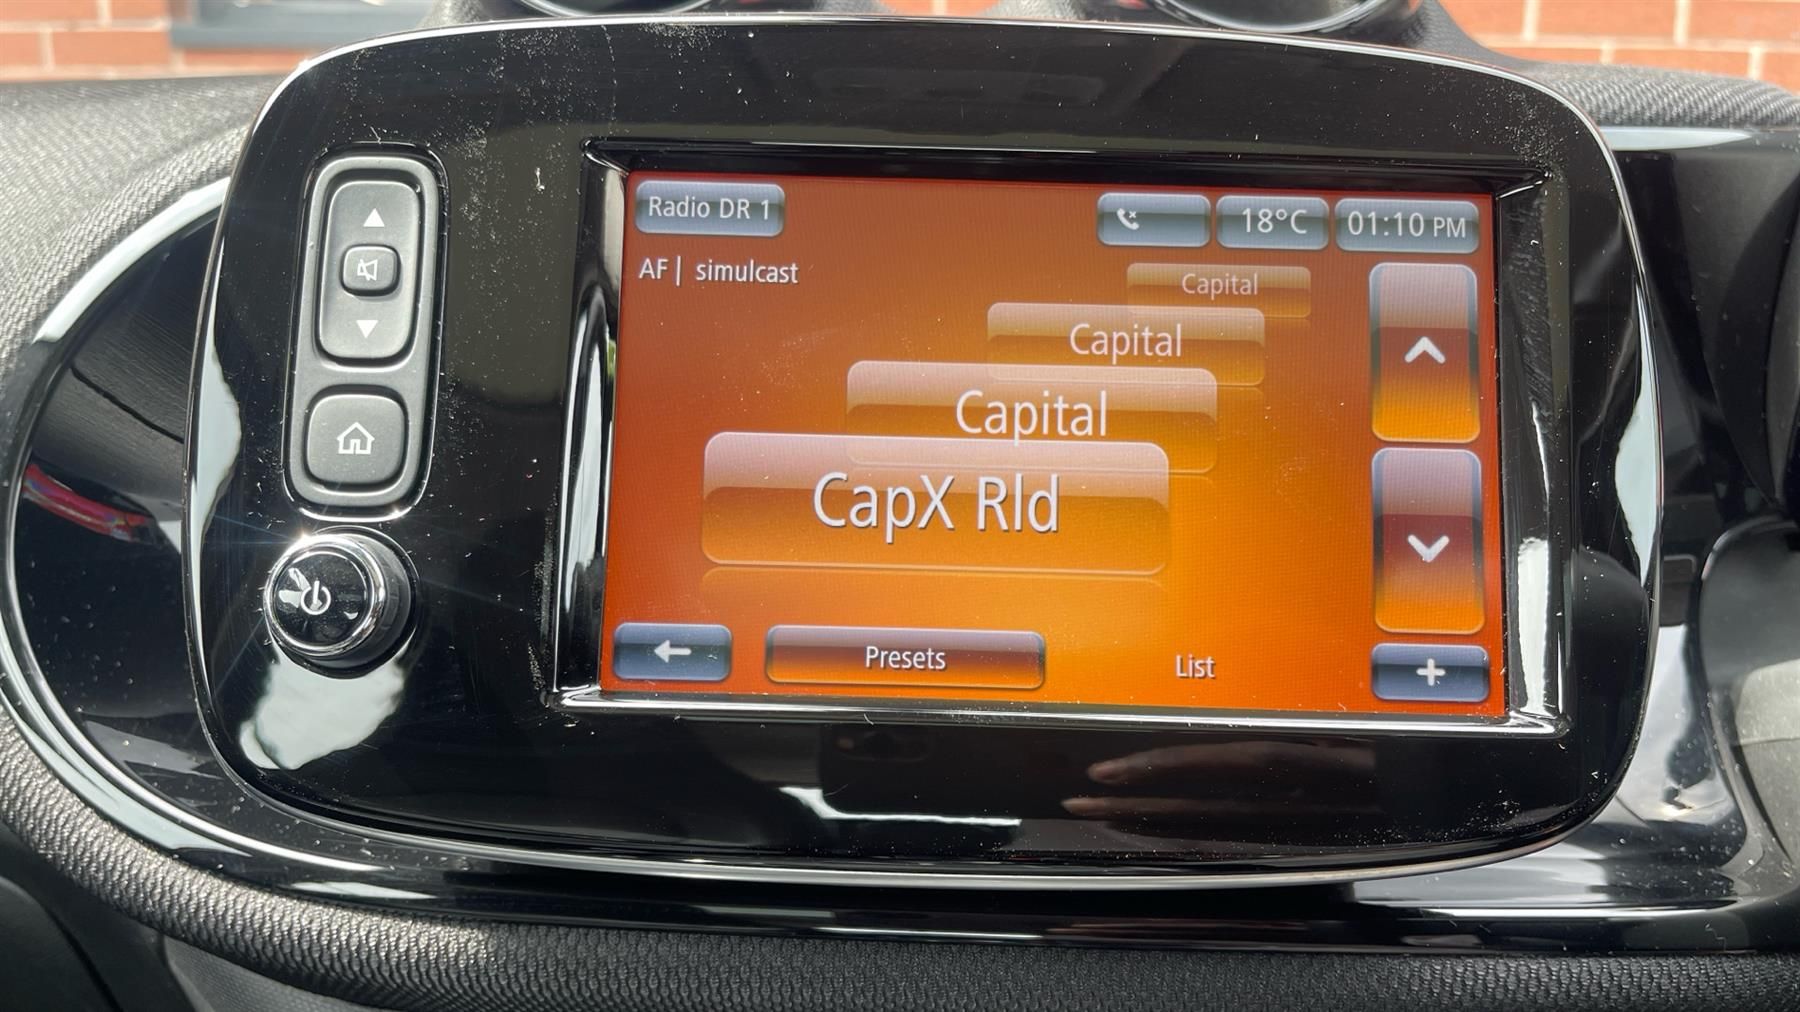 Radio DR 1
18°C
01:10 PM
AF | simulcast
Capital
Capital
Capital
CapX Rld
Presets
List